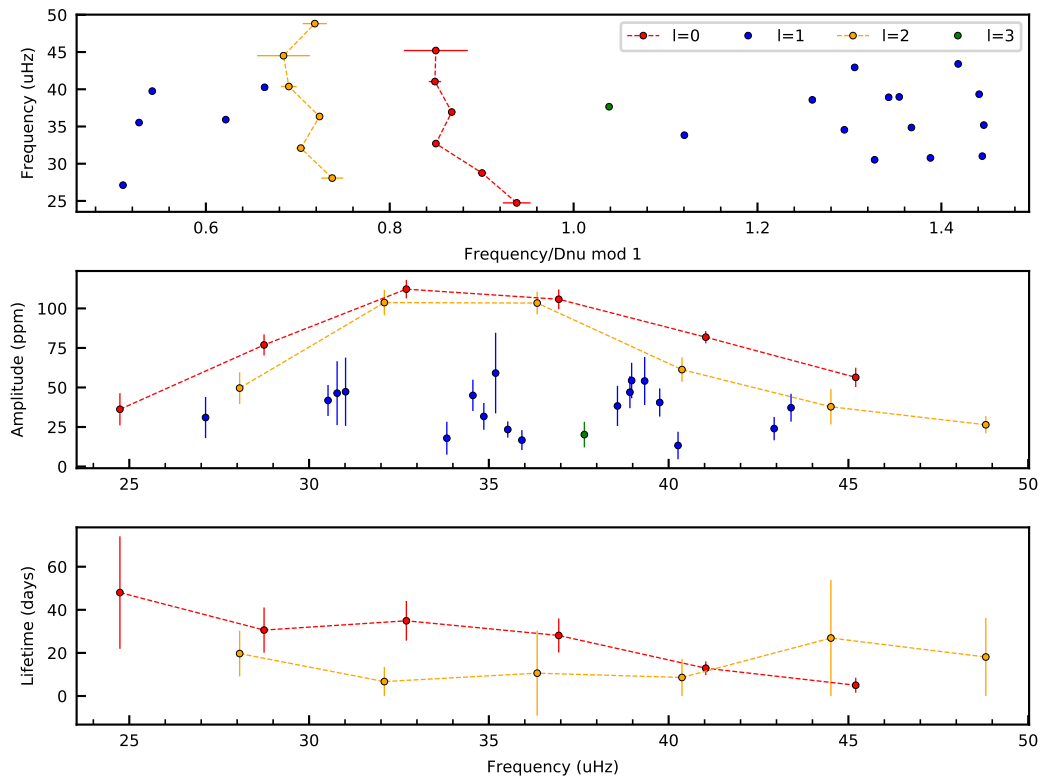 50
45
40
35
30
25
Frequency (uHz)
l=0 l=1 l=2 l=3
0.6 0.8 1.0 1.2 1.4
Frequency/Dnu mod 1
100
75
50
25
0
Amplitude (ppm)
25 30 35 40 45 50
60
40
20
0
Lifetime (days)
25 30 35 40 45 50
Frequency (uHz)